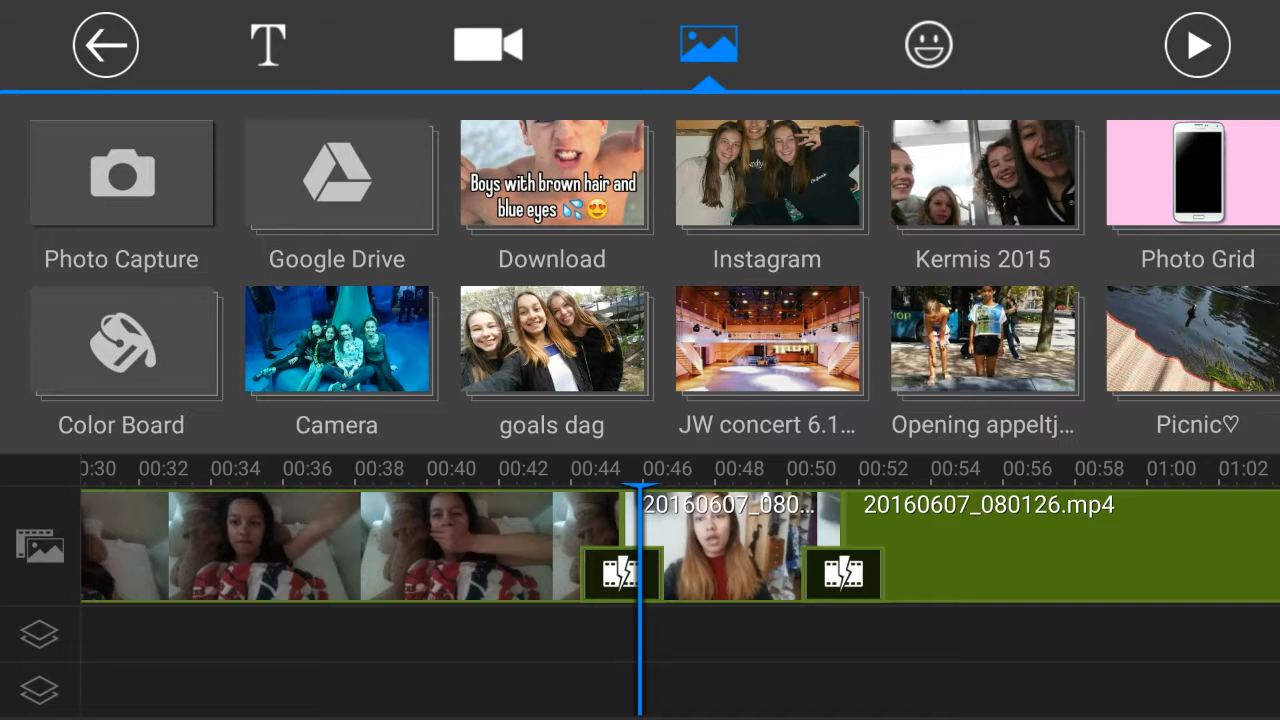 T
Boys with brown hair and
blue eyes 💦😍
Photo Capture
Google Drive
Download
Instagram
Kermis 2015
Photo Grid
Color Board
Camera
goals dag
JW concert 6.1...
Opening appeltj...
Picnic♡
0:30 00:32 00:34 00:36 00:38 00:40 00:42 00:44 00:46 00:48 00:50 00:52 00:54 00:56 00:58 01:00 01:02
20160607_080...
20160607_080126.mp4